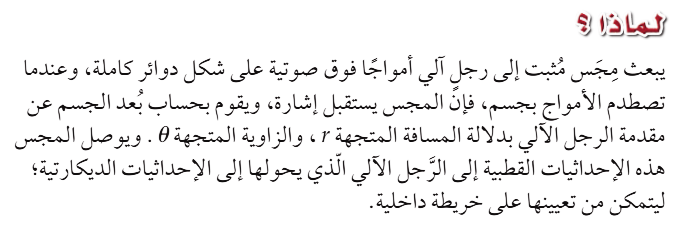 لماذا ؟
يبعث مِجَس مُثبت إلى رجل آلي أمواجًا فوق صوتية على شكل دوائر كاملة، وعندما
تصطدم الأمواج بجسم، فإن المجس يستقبل إشارة، ويقوم بحساب بُعد الجسم عن
مقدمة الرجل الآلي بدلالة المسافة المتجهة r ، والزاوية المتجهة θ . ويوصل المجس
هذه الإحداثيات القطبية إلى الرَّجل الآلي الّذي يحولها إلى الإحداثيات الديكارتية؛
ليتمكن من تعيينها على خريطة داخلية.